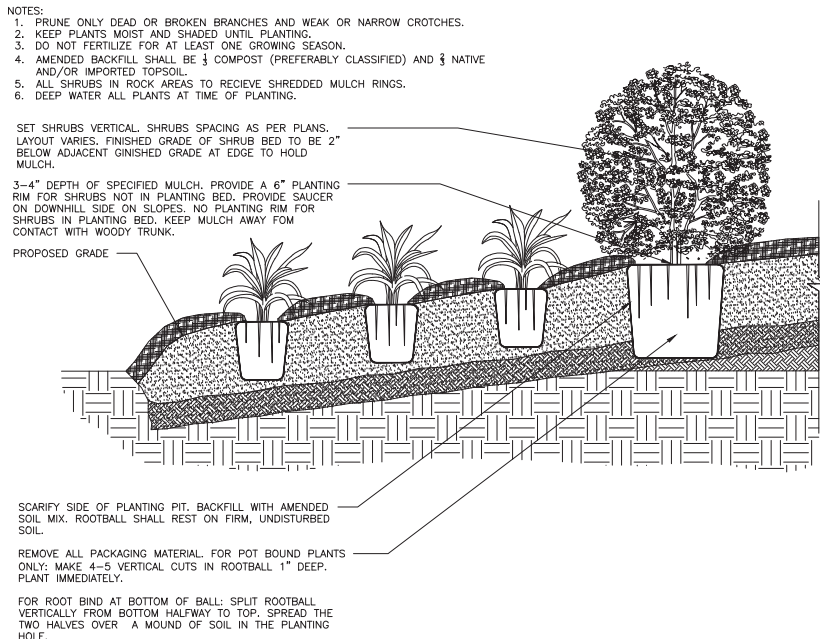 NOTES:
1. PRUNE ONLY DEAD OR BROKEN BRANCHES AND WEAK OR NARROW CROTCHES.
2. KEEP PLANTS MOIST AND SHADED UNTIL PLANTING.
3. DO NOT FERTILIZE FOR AT LEAST ONE GROWING SEASON.
4. AMENDED BACKFILL SHALL BE 1/3 COMPOST (PREFERABLY CLASSIFIED) AND 2/3 NATIVE
AND/OR IMPORTED TOPSOIL.
5. ALL SHRUBS IN ROCK AREAS TO RECIEVE SHREDDED MULCH RINGS.
6. DEEP WATER ALL PLANTS AT TIME OF PLANTING.
SET SHRUBS VERTICAL. SHRUBS SPACING AS PER PLANS.
LAYOUT VARIES. FINISHED GRADE OF SHRUB BED TO BE 2"
BELOW ADJACENT GINISHED GRADE AT EDGE TO HOLD
MULCH.
3-4" DEPTH OF SPECIFIED MULCH. PROVIDE A 6" PLANTING
RIM FOR SHRUBS NOT IN PLANTING BED. PROVIDE SAUCER
ON DOWNHILL SIDE ON SLOPES. NO PLANTING RIM FOR
SHRUBS IN PLANTING BED. KEEP MULCH AWAY FOM
CONTACT WITH WOODY TRUNK.
PROPOSED GRADE
SCARIFY SIDE OF PLANTING PIT. BACKFILL WITH AMENDED
SOIL MIX. ROOTBALL SHALL REST ON FIRM, UNDISTURBED
SOIL.
REMOVE ALL PACKAGING MATERIAL. FOR POT BOUND PLANTS
ONLY: MAKE 4-5 VERTICAL CUTS IN ROOTBALL 1" DEEP.
PLANT IMMEDIATELY.
FOR ROOT BIND AT BOTTOM OF BALL: SPLIT ROOTBALL
VERTICALLY FROM BOTTOM HALFWAY TO TOP. SPREAD THE
TWO HALVES OVER A MOUND OF SOIL IN THE PLANTING
HOLE.